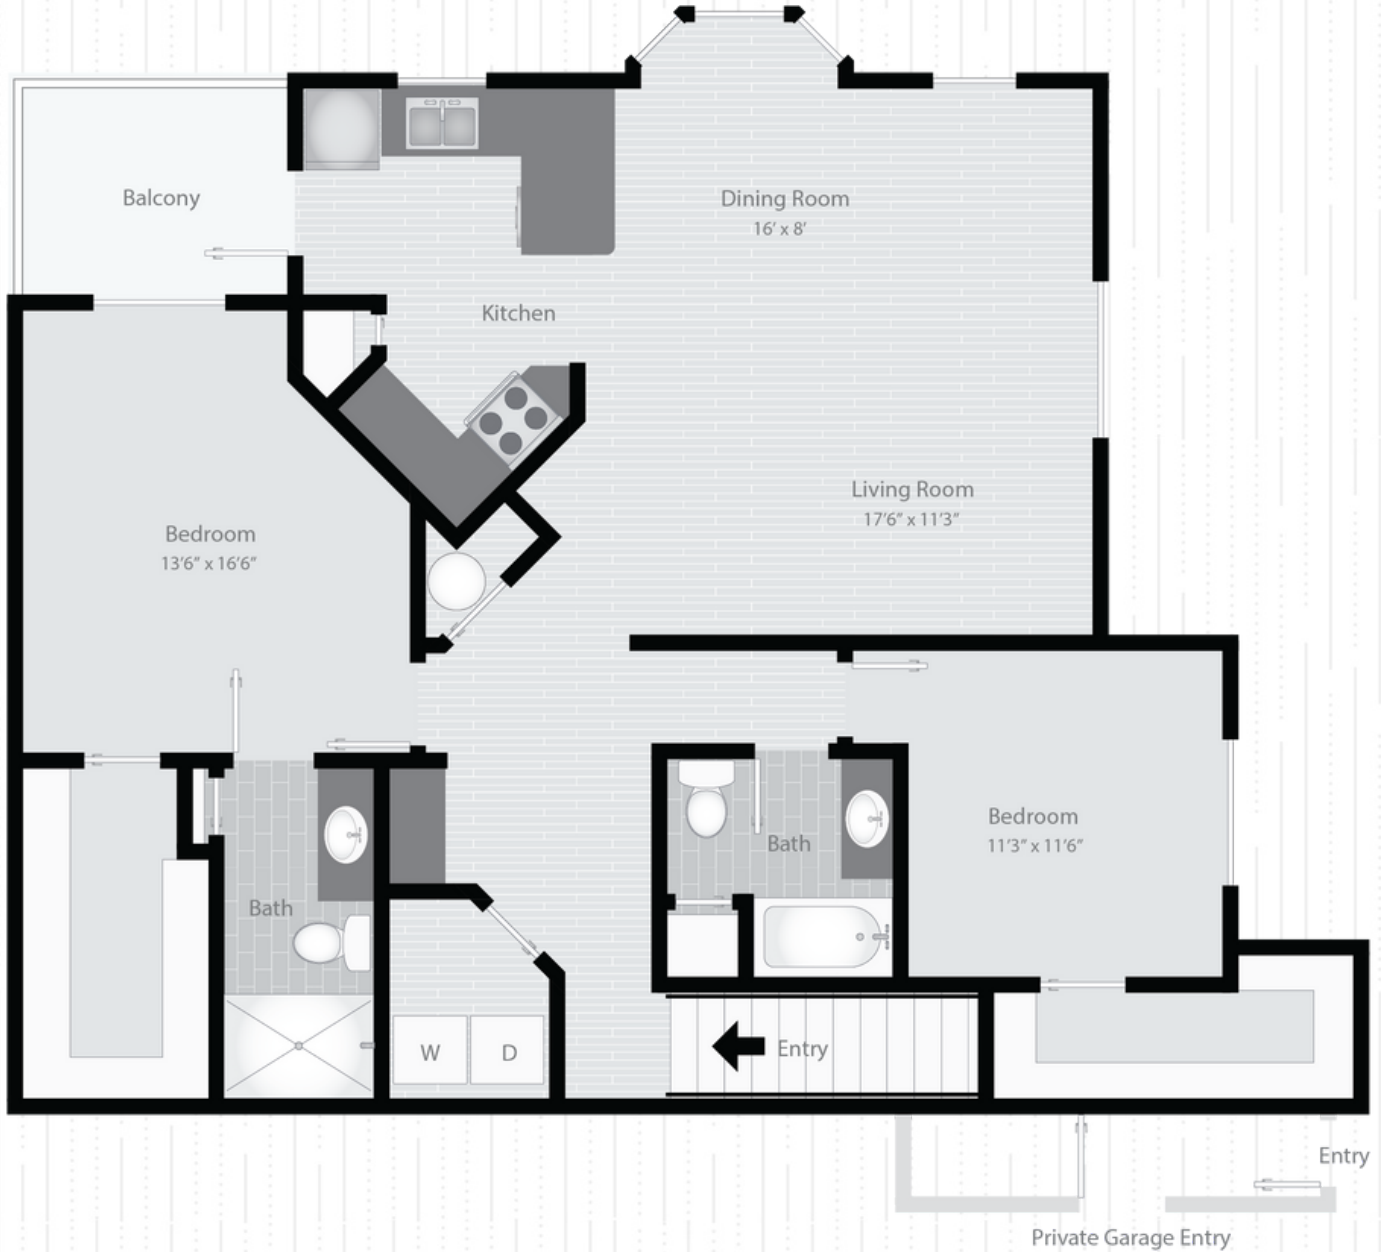 Balcony
Dining Room
16’ x 8’
Kitchen
Living Room
17’6” x 11’3”
Bedroom
13’6” x 16’6”
Bedroom
11’3” x 11’6”
Bath
Bath
W
D
Entry
Entry
Private Garage Entry